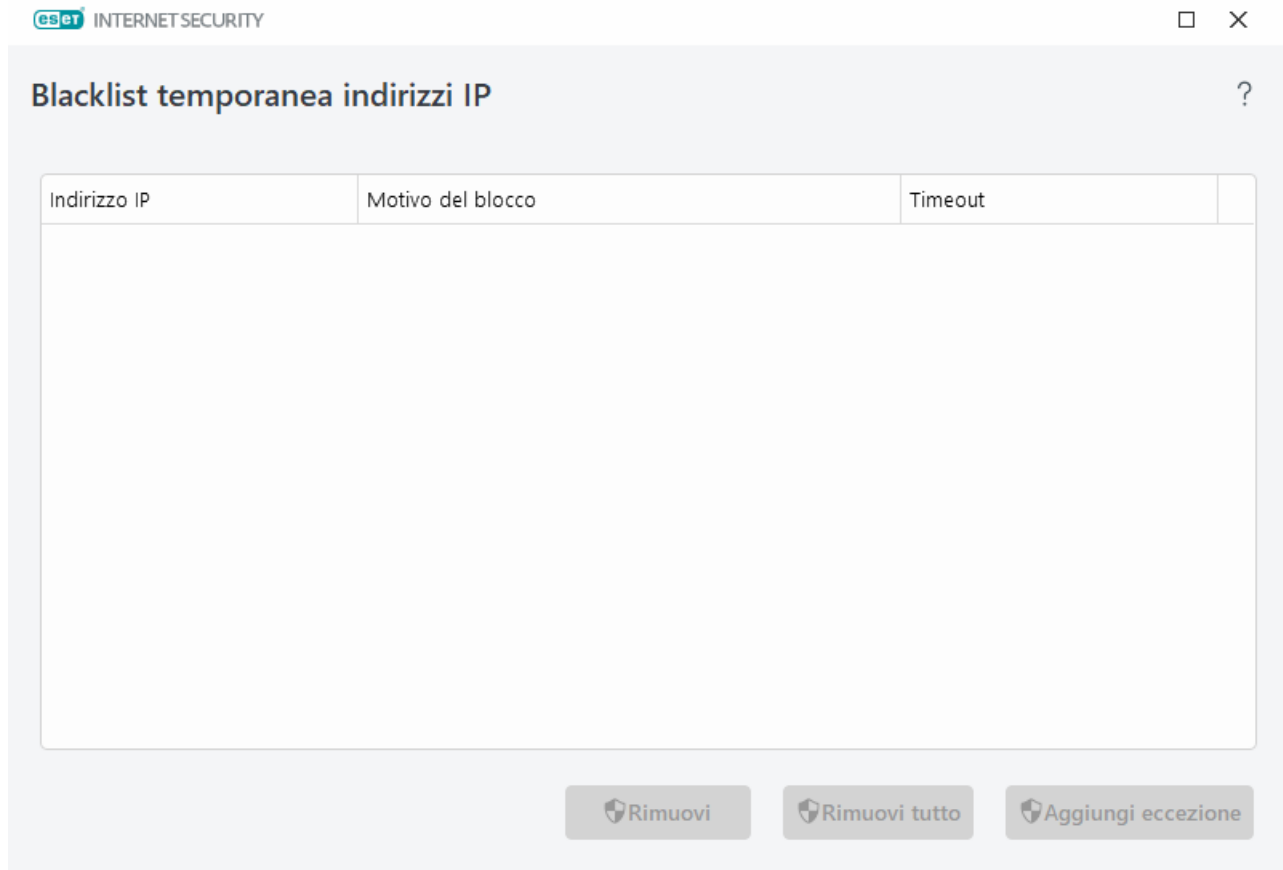 eset INTERNET SECURITY
Blacklist temporanea indirizzi IP
?
Indirizzo IP Motivo del blocco Timeout
Rimuovi Rimuovi tutto Aggiungi eccezione